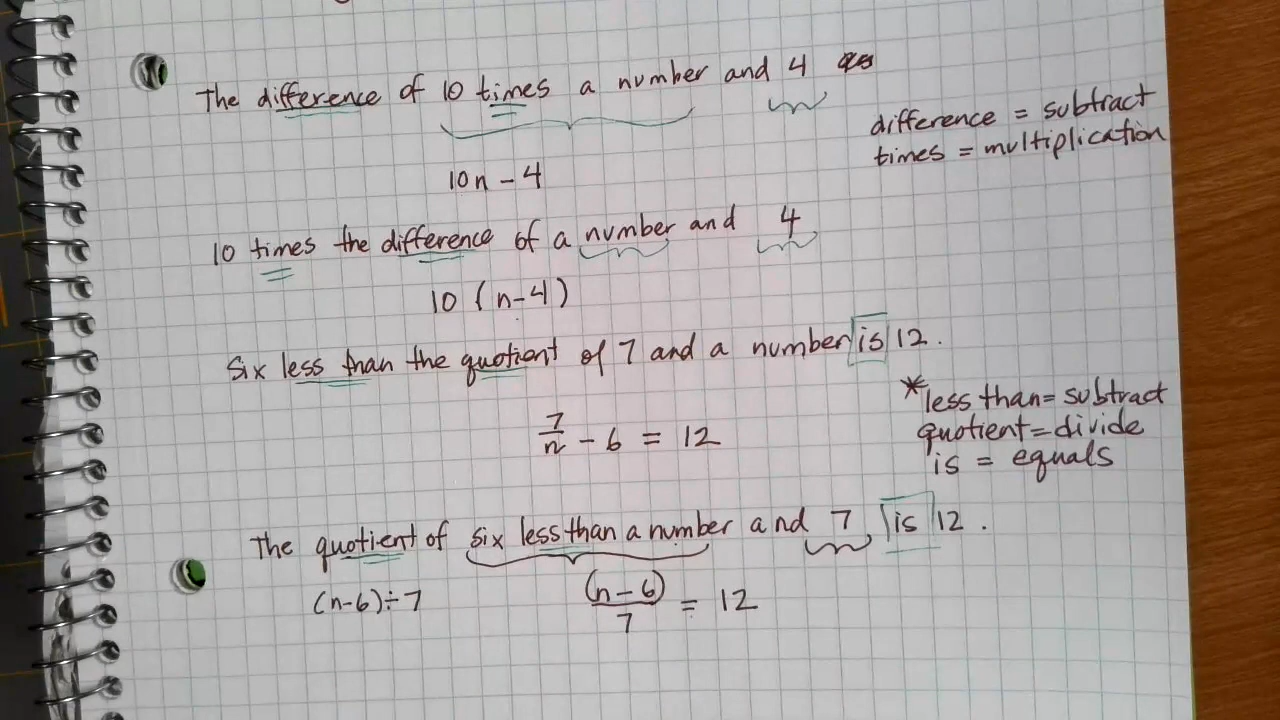 The difference of 10 times a number and 4
difference = subtract
times = multiplication
10n - 4
10 times the difference of a number and 4
10 (n-4)
Six less than the quotient of 7 and a number is 12.
*less than = subtract
quotient = divide
is = equals
7/n - 6 = 12
The quotient of six less than a number and 7 is 12.
(n-6)÷7
(n-6)/7 = 12